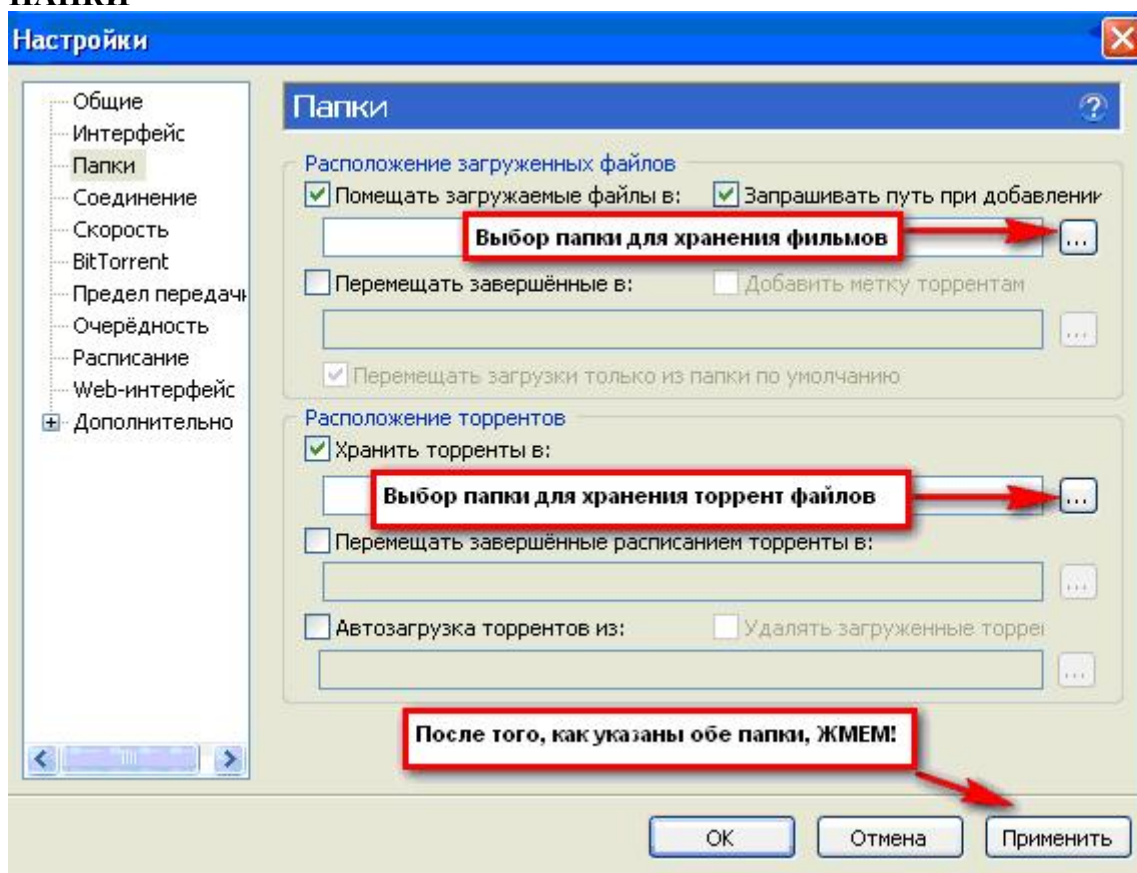 ПАПКИ
Настройки
Общие
Интерфейс
Папки
Соединение
Скорость
BitTorrent
Предел передачи
Очерёдность
Расписание
Web-интерфейс
Дополнительно
Папки
Расположение загруженных файлов
Помещать загружаемые файлы в: Запрашивать путь при добавлении
Выбор папки для хранения фильмов ...
Перемещать завершённые в: Добавить метку торрентам
...
Перемещать загрузки только из папки по умолчанию
Расположение торрентов
Хранить торренты в:
Выбор папки для хранения торрент файлов ...
Перемещать завершённые расписанием торренты в:
...
Автозагрузка торрентов из: Удалять загруженные торре
...
После того, как указаны обе папки, ЖМЕМ!
OK Отмена Применить